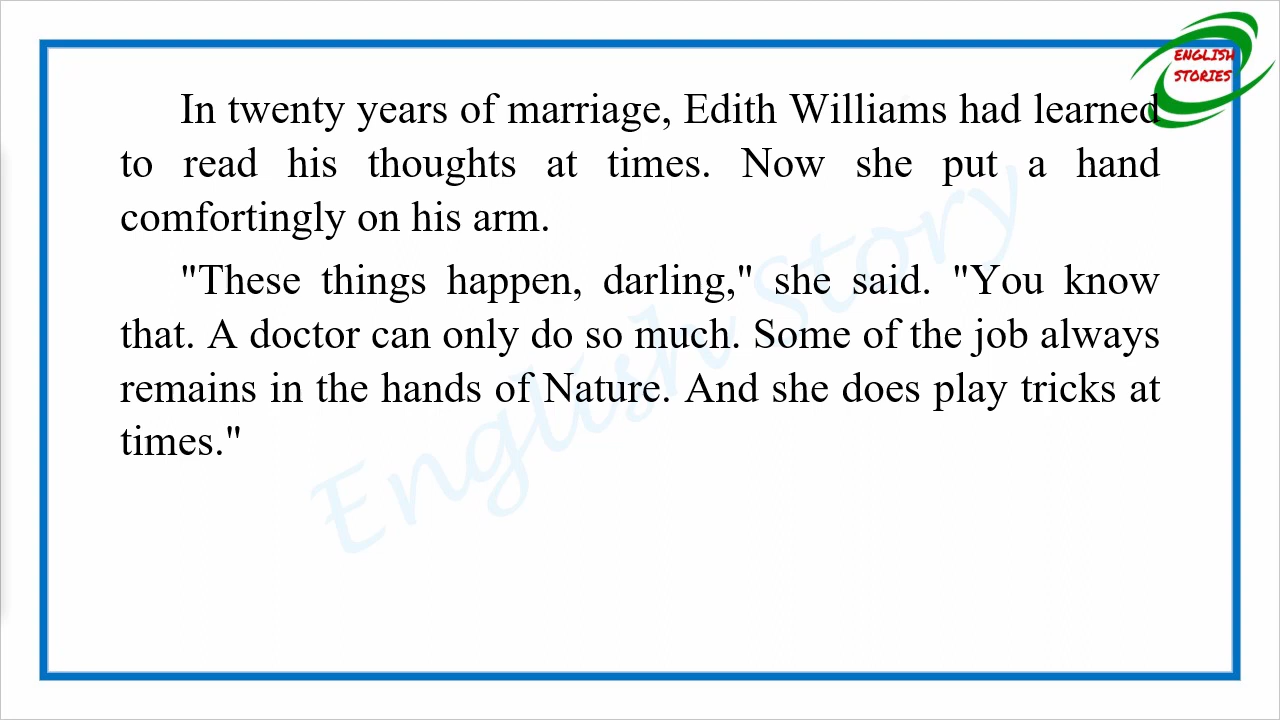 ENGLISH
STORIES
In twenty years of marriage, Edith Williams had learned
to read his thoughts at times. Now she put a hand
comfortingly on his arm.
"These things happen, darling," she said. "You know
that. A doctor can only do so much. Some of the job always
remains in the hands of Nature. And she does play tricks at
times."
English Story